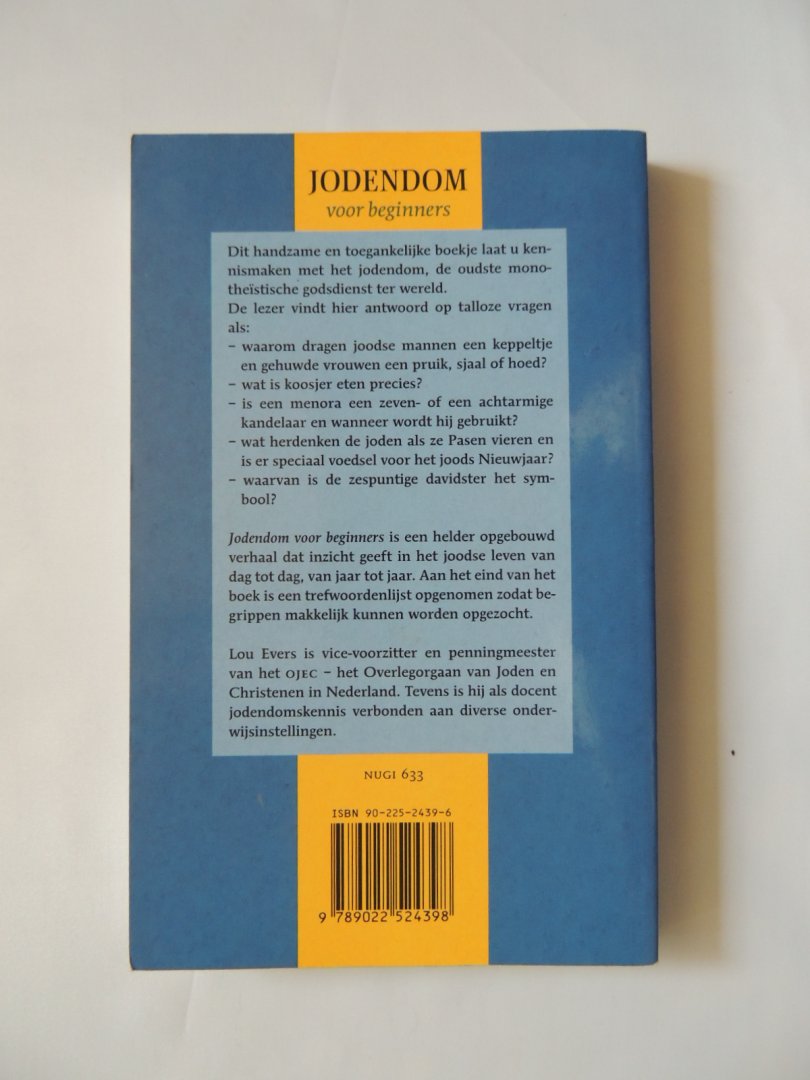 JODENDOM
voor beginners
Dit handzame en toegankelijke boekje laat u ken-
nismaken met het jodendom, de oudste mono-
theïstische godsdienst ter wereld.
De lezer vindt hier antwoord op talloze vragen
als:
– waarom dragen joodse mannen een keppeltje
en gehuwde vrouwen een pruik, sjaal of hoed?
– wat is koosjer eten precies?
– is een menora een zeven- of een achtarmige
kandelaar en wanneer wordt hij gebruikt?
– wat herdenken de joden als ze Pasen vieren en
is er speciaal voedsel voor het joods Nieuwjaar?
– waarvan is de zespuntige davidster het sym-
bool?
Jodendom voor beginners is een helder opgebouwd
verhaal dat inzicht geeft in het joodse leven van
dag tot dag, van jaar tot jaar. Aan het eind van het
boek is een trefwoordenlijst opgenomen zodat be-
grippen makkelijk kunnen worden opgezocht.
Lou Evers is vice-voorzitter en penningmeester
van het OJEC – het Overlegorgaan van Joden en
Christenen in Nederland. Tevens is hij als docent
jodendomskennis verbonden aan diverse onder-
wijsinstellingen.
NUGI 633
ISBN 90-225-2439-6
9 789022 524398